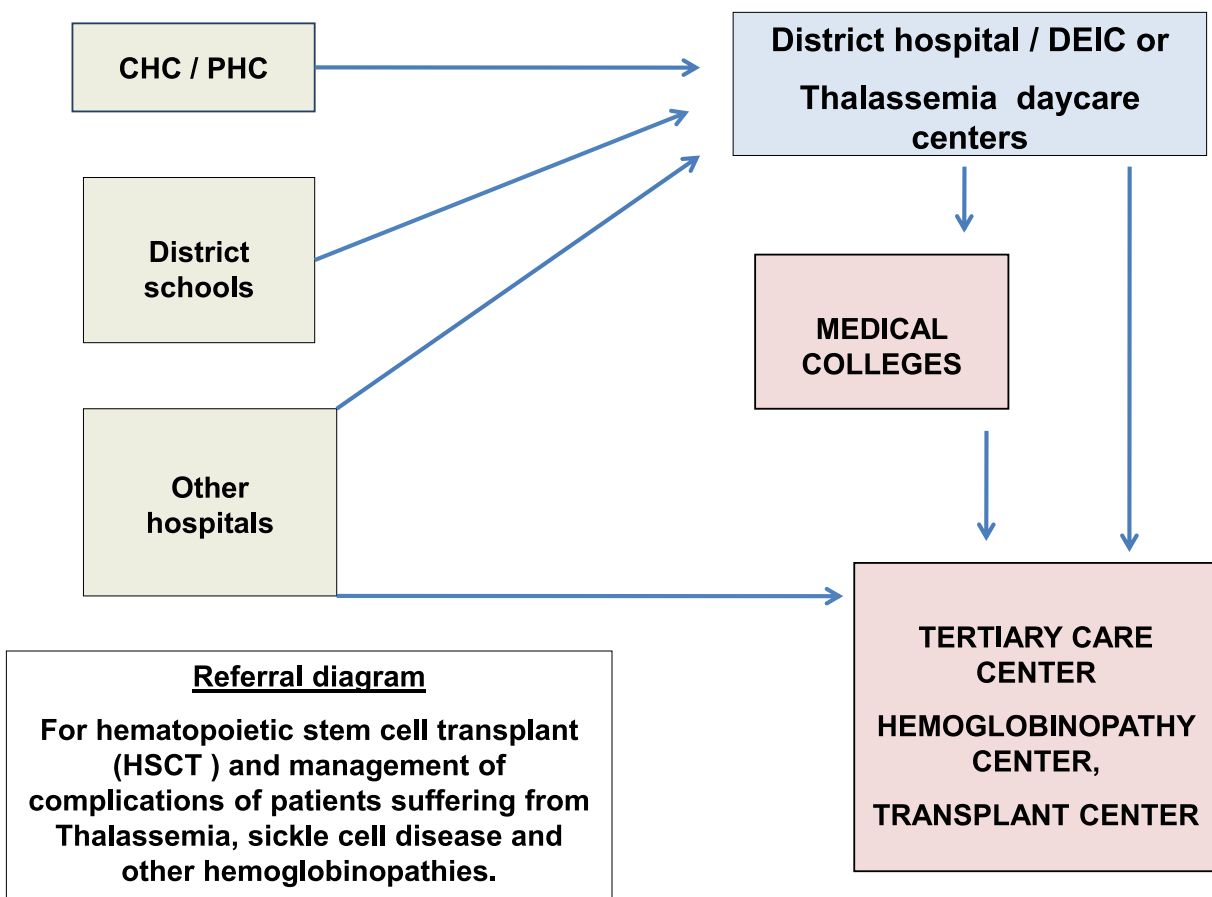 CHC / PHC
District hospital / DEIC or
Thalassemia daycare
centers
District
schools
MEDICAL
COLLEGES
Other
hospitals
TERTIARY CARE
CENTER
HEMOGLOBINOPATHY
CENTER,
TRANSPLANT CENTER
Referral diagram
For hematopoietic stem cell transplant
(HSCT ) and management of
complications of patients suffering from
Thalassemia, sickle cell disease and
other hemoglobinopathies.